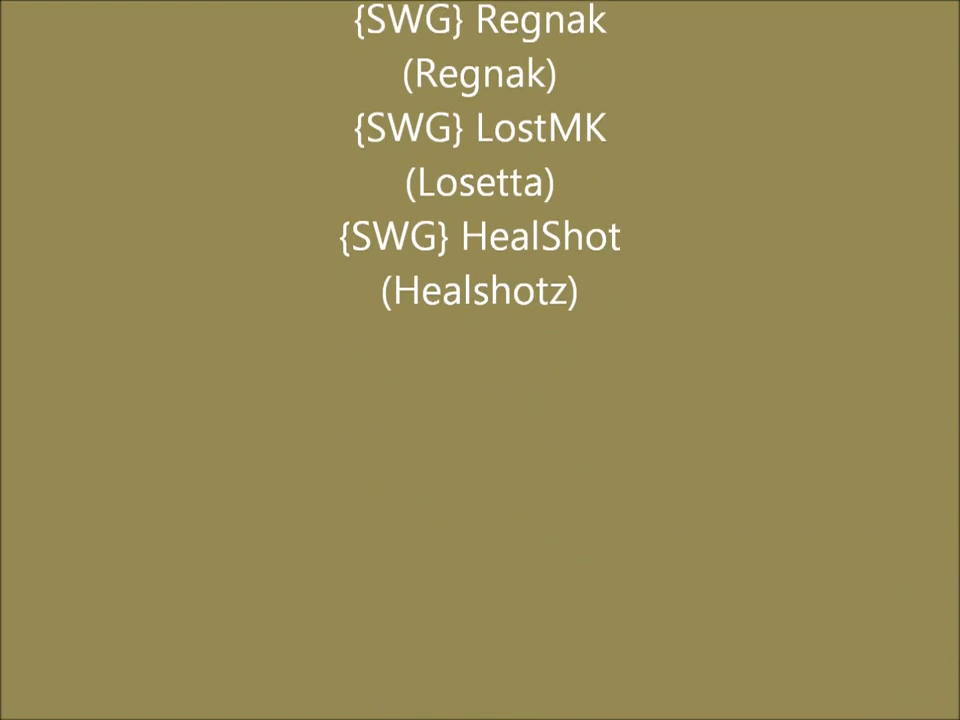 {SWG} Regnak
(Regnak)
{SWG} LostMK
(Losetta)
{SWG} HealShot
(Healshotz)